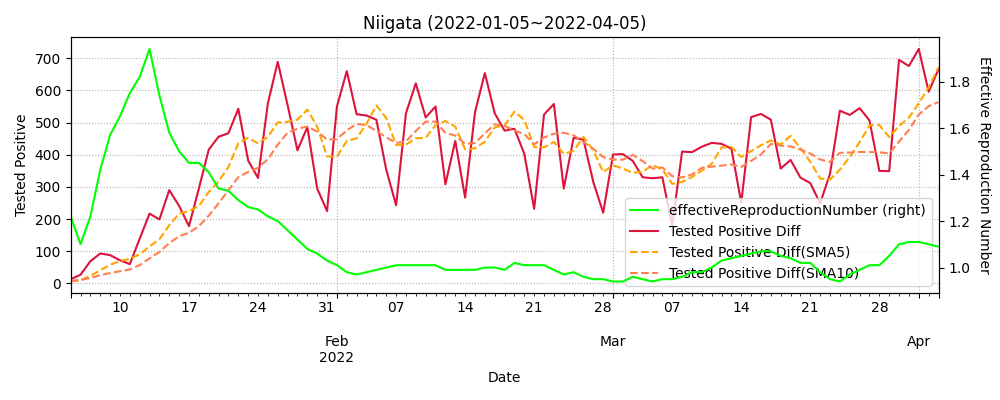 Niigata (2022-01-05~2022-04-05)
700
600
500
400
300
200
100
0
Tested Positive
1.8
1.6
1.4
1.2
1.0
Effective Reproduction Number
effectiveReproductionNumber (right)
Tested Positive Diff
Tested Positive Diff(SMA5)
Tested Positive Diff(SMA10)
10 17 24 31 07 14 21 28 07 14 21 28
Feb Mar Apr
2022
Date